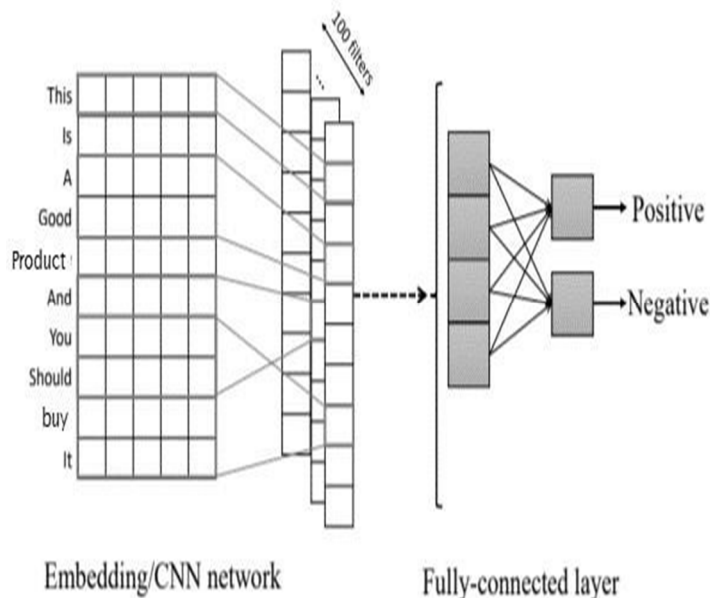 This
Is
A
Good
Product
And
You
Should
buy
It
...
100 filters
Positive
Negative
Embedding/CNN network
Fully-connected layer